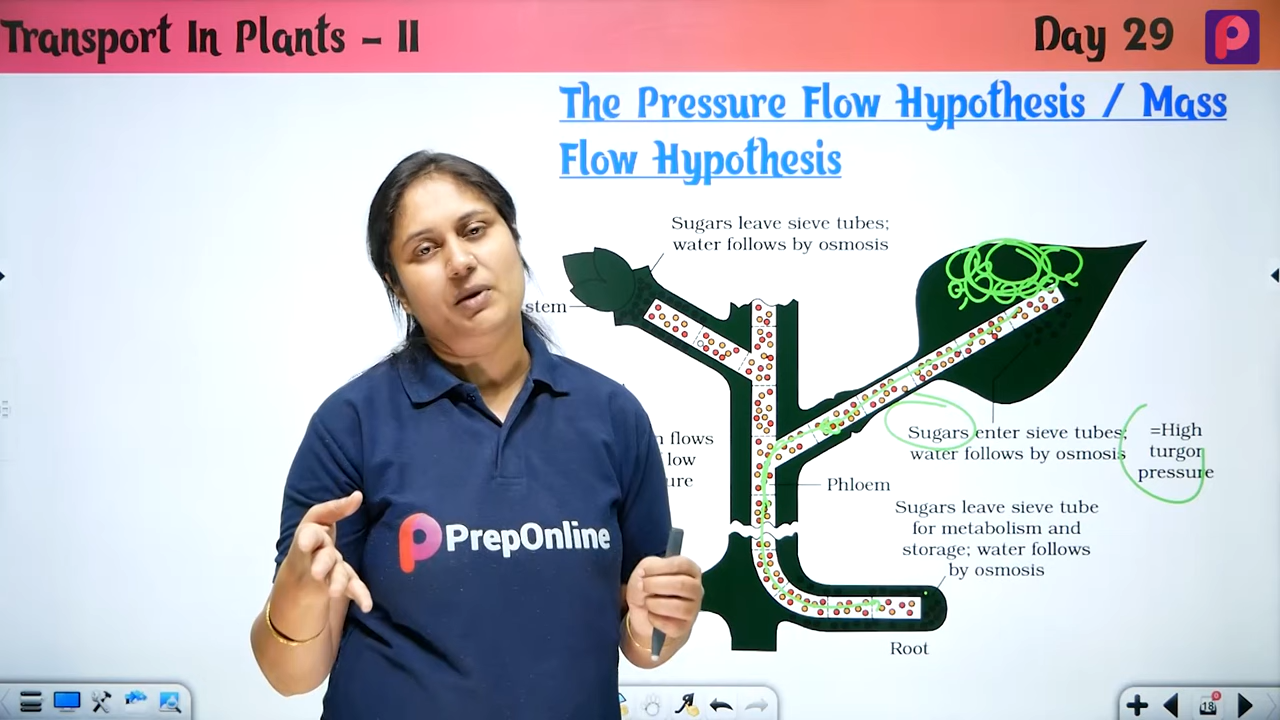 Transport In Plants – II
Day 29
The Pressure Flow Hypothesis / Mass
Flow Hypothesis
Sugars leave sieve tubes;
water follows by osmosis
stem
Sugars enter sieve tubes;
water follows by osmosis
=High
turgor
pressure
flows
low
Phloem
Sugars leave sieve tube
for metabolism and
storage; water follows
by osmosis
Root
PrepOnline
18